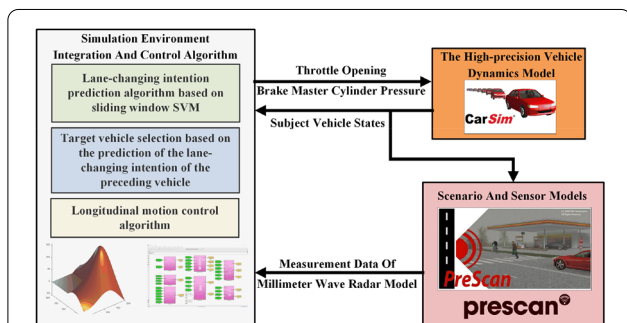 Simulation Environment
Integration And Control Algorithm
Lane-changing intention
prediction algorithm based on
sliding window SVM
Target vehicle selection based on
the prediction of the lane-
changing intention of the
preceding vehicle
Longitudinal motion control
algorithm
Throttle Opening
Brake Master Cylinder Pressure
Subject Vehicle States
The High-precision Vehicle
Dynamics Model
CarSim
Scenario And Sensor Models
PreScan
prescan
Measurement Data Of
Millimeter Wave Radar Model